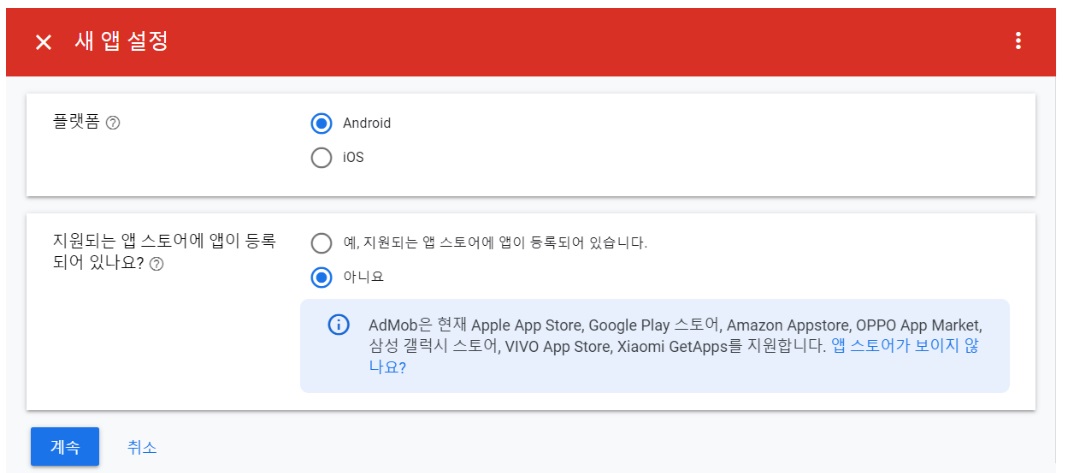 새 앱 설정
플랫폼
Android
iOS
지원되는 앱 스토어에 앱이 등록
되어 있나요?
예, 지원되는 앱 스토어에 앱이 등록되어 있습니다.
아니요
AdMob은 현재 Apple App Store, Google Play 스토어, Amazon Appstore, OPPO App Market,
삼성 갤럭시 스토어, VIVO App Store, Xiaomi GetApps를 지원합니다. 앱 스토어가 보이지 않
나요?
계속
취소